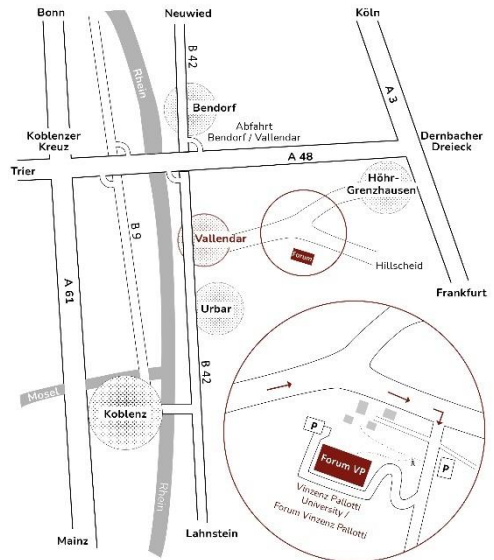 Bonn
Neuwied
Köln
B 42
Rhein
A 3
Bendorf
Abfahrt
Bendorf / Vallendar
Koblenzer
Kreuz
Dernbacher
Dreieck
Trier
A 48
Höhr-
Grenzhausen
B 9
Vallendar
Forum
Hillscheid
A 61
Urbar
Frankfurt
B 42
Mosel
Koblenz
P
Forum VP
P
Vinzenz Pallotti
University /
Forum Vinzenz Pallotti
Rhein
Mainz
Lahnstein